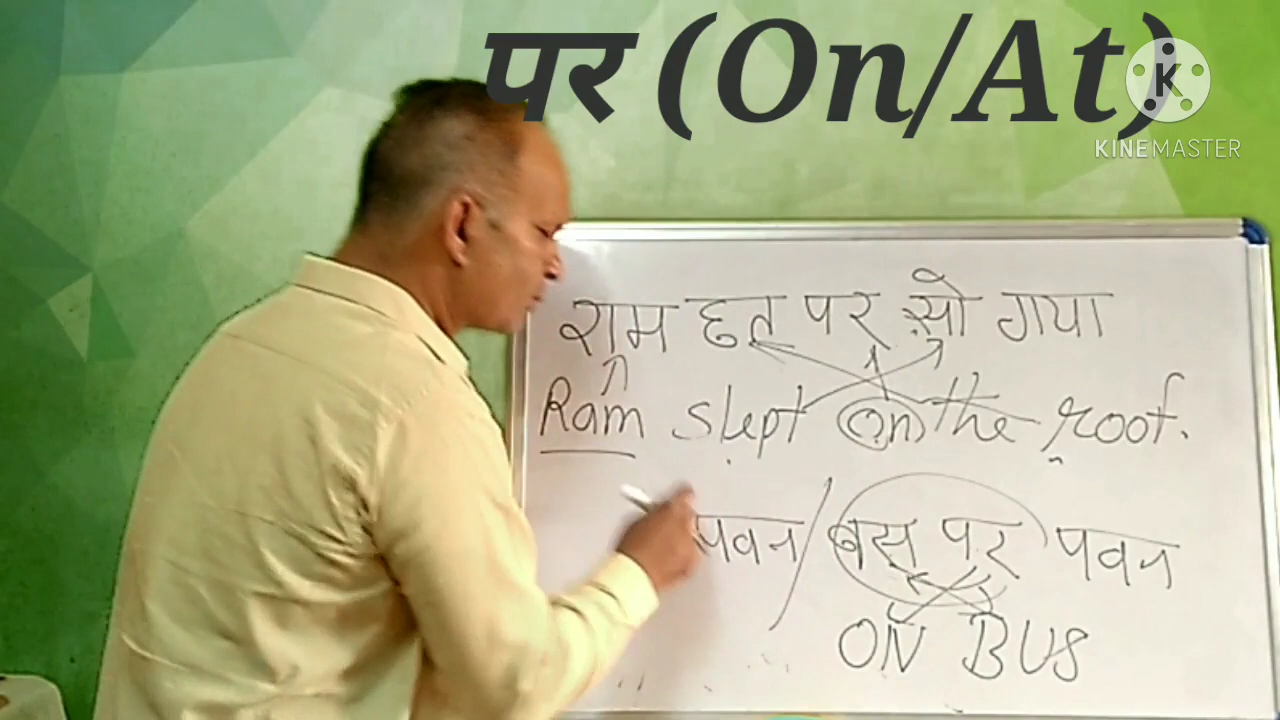 पर (On/At)
K
KINEMASTER
राम छत पर सो गया
Ram slept on the roof.
पवन / बस पर पवन
ON BUS